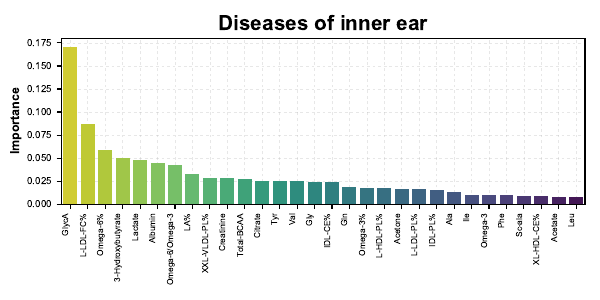 Diseases of inner ear
Importance
0.175
0.150
0.125
0.100
0.075
0.050
0.025
0.000
GlycA
L-LDL-FC%
Omega-6%
3-Hydroxybutyrate
Lactate
Albumin
Omega-6/Omega-3
LA%
XXL-VLDL-PL%
Creatinine
Total-BCAA
Citrate
Tyr
Val
Gly
IDL-CE%
Gln
Omega-3%
L-HDL-PL%
Acetone
L-LDL-PL%
IDL-PL%
Ala
Ile
Omega-3
Phe
XL-HDL-CE%
Acetate
Leu